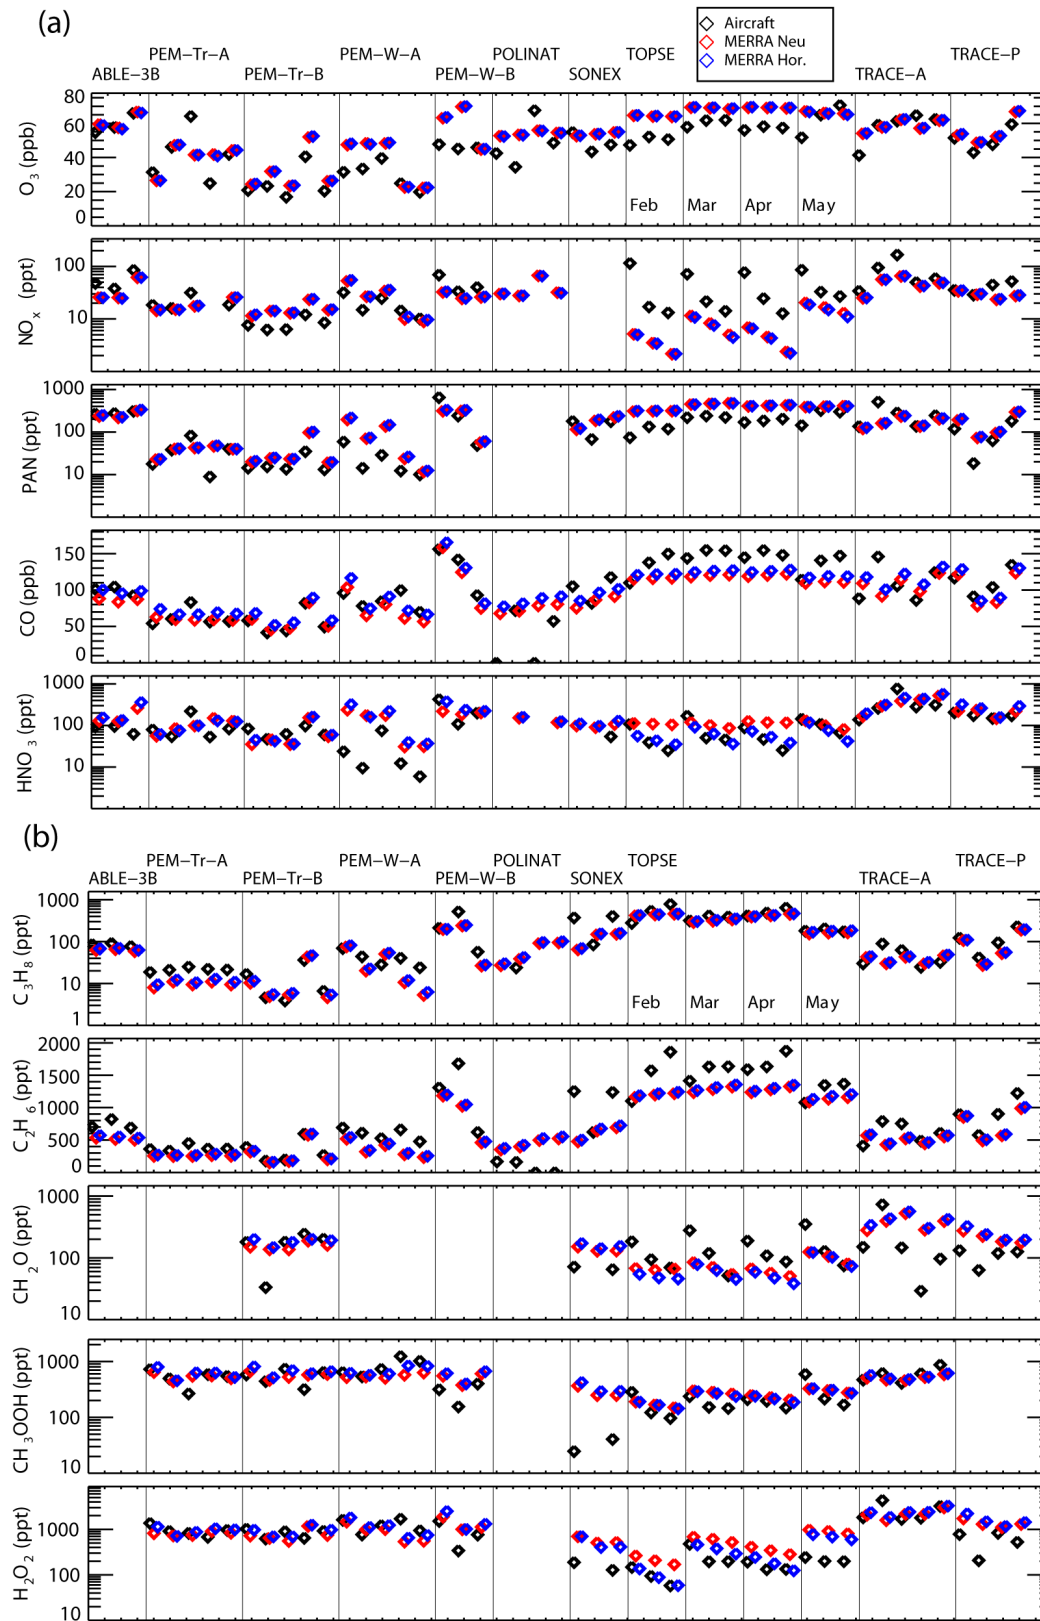 (a)
Aircraft
MERRA Neu
MERRA Hor.
PEM–Tr–A PEM–W–A POLINAT TOPSE TRACE–P
ABLE–3B PEM–Tr–B PEM–W–B SONEX TRACE–A
O3 (ppb)
80
60
40
20
0
Feb Mar Apr May
NOx (ppt)
100
10
PAN (ppt)
1000
100
10
CO (ppb)
150
100
50
0
HNO3 (ppt)
1000
100
10
(b)
PEM–Tr–A PEM–W–A POLINAT TOPSE TRACE–P
ABLE–3B PEM–Tr–B PEM–W–B SONEX TRACE–A
C3H8 (ppt)
1000
100
10
1
Feb Mar Apr May
C2H6 (ppt)
2000
1500
1000
500
0
CH2O (ppt)
1000
100
10
CH3OOH (ppt)
1000
100
10
H2O2 (ppt)
1000
100
10